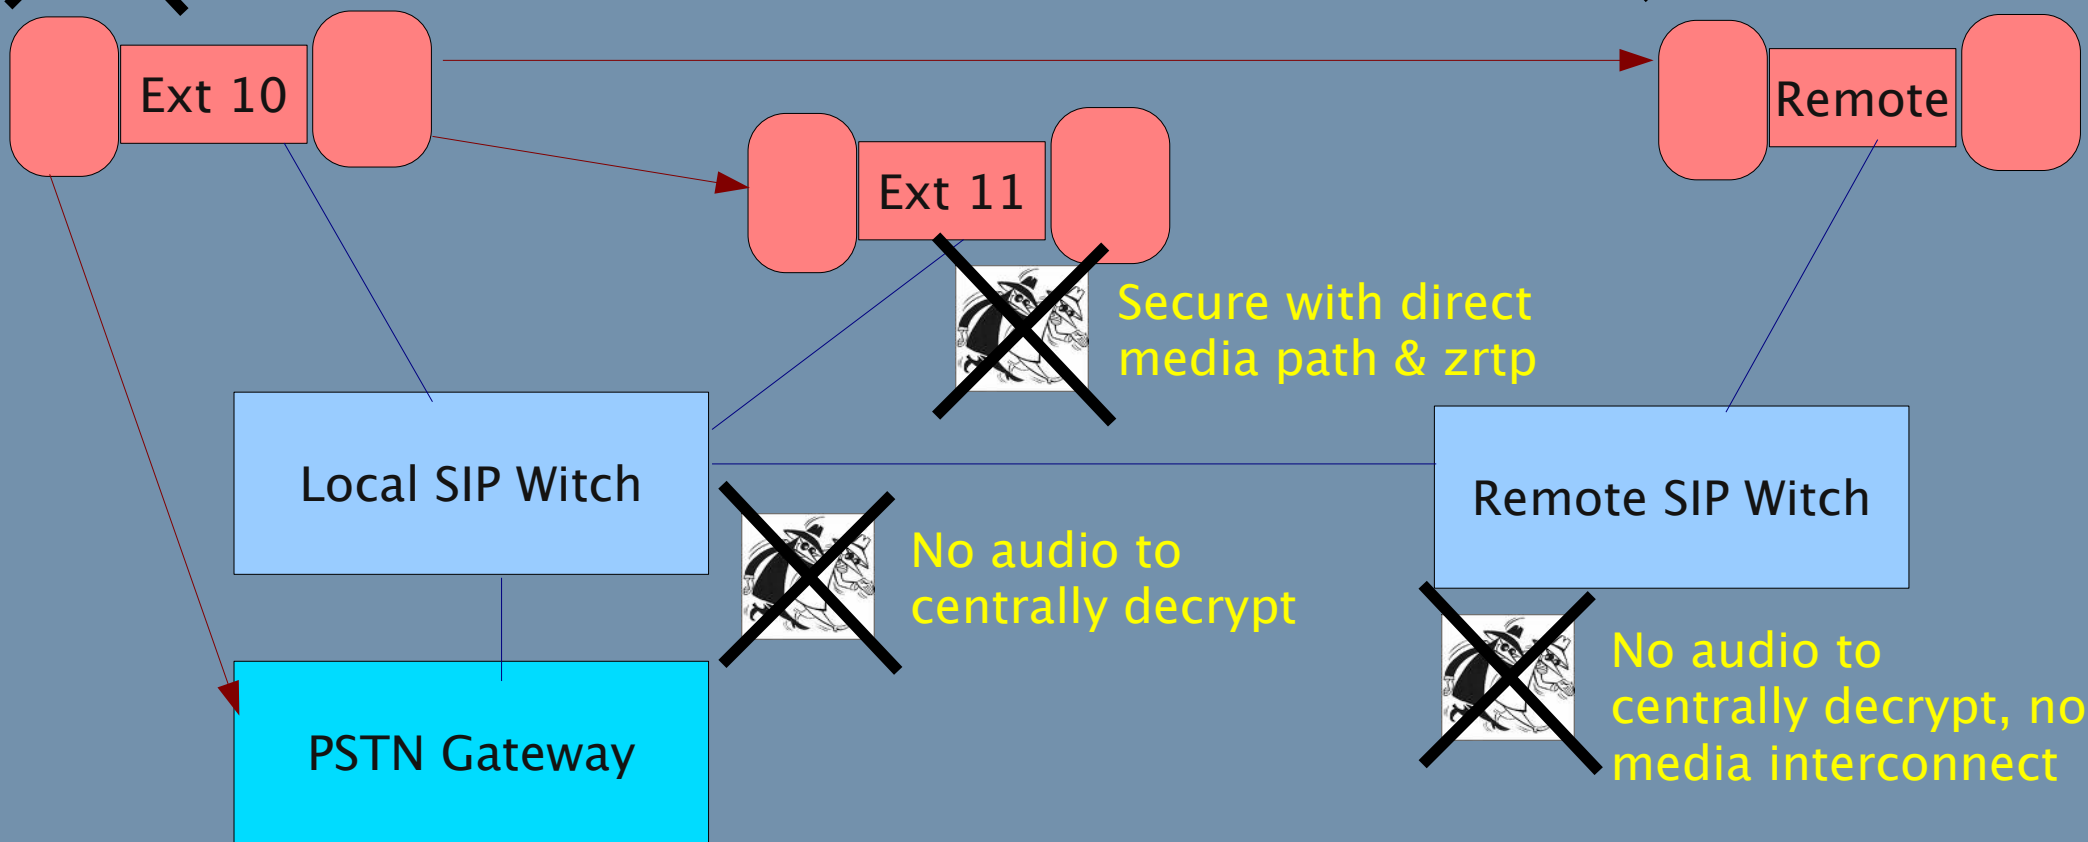 Ext 10
Remote
Ext 11
Secure with direct
media path & zrtp
Local SIP Witch
Remote SIP Witch
No audio to
centrally decrypt
No audio to
centrally decrypt, no
media interconnect
PSTN Gateway